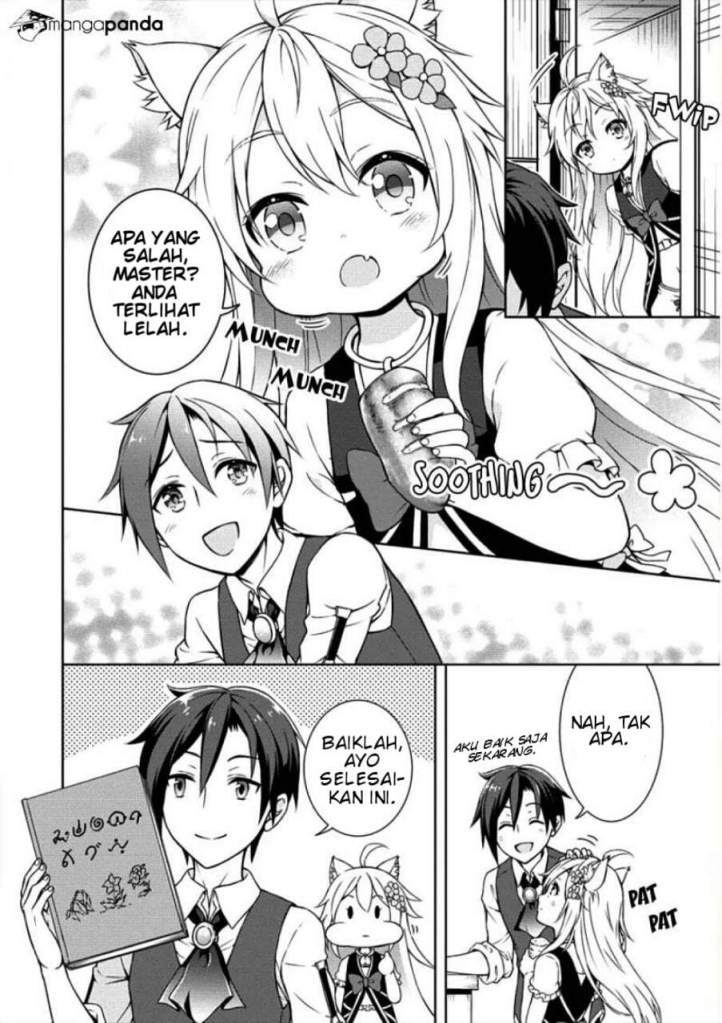 mangapanda
FWIP
APA YANG
SALAH,
MASTER?
ANDA
TERLIHAT
LELAH.
MUNCH
MUNCH
SOOTHING
NAH, TAK
APA.
AKU BAIK SAJA
SEKARANG.
PAT
PAT
BAIKLAH,
AYO
SELESAI-
KAN INI.